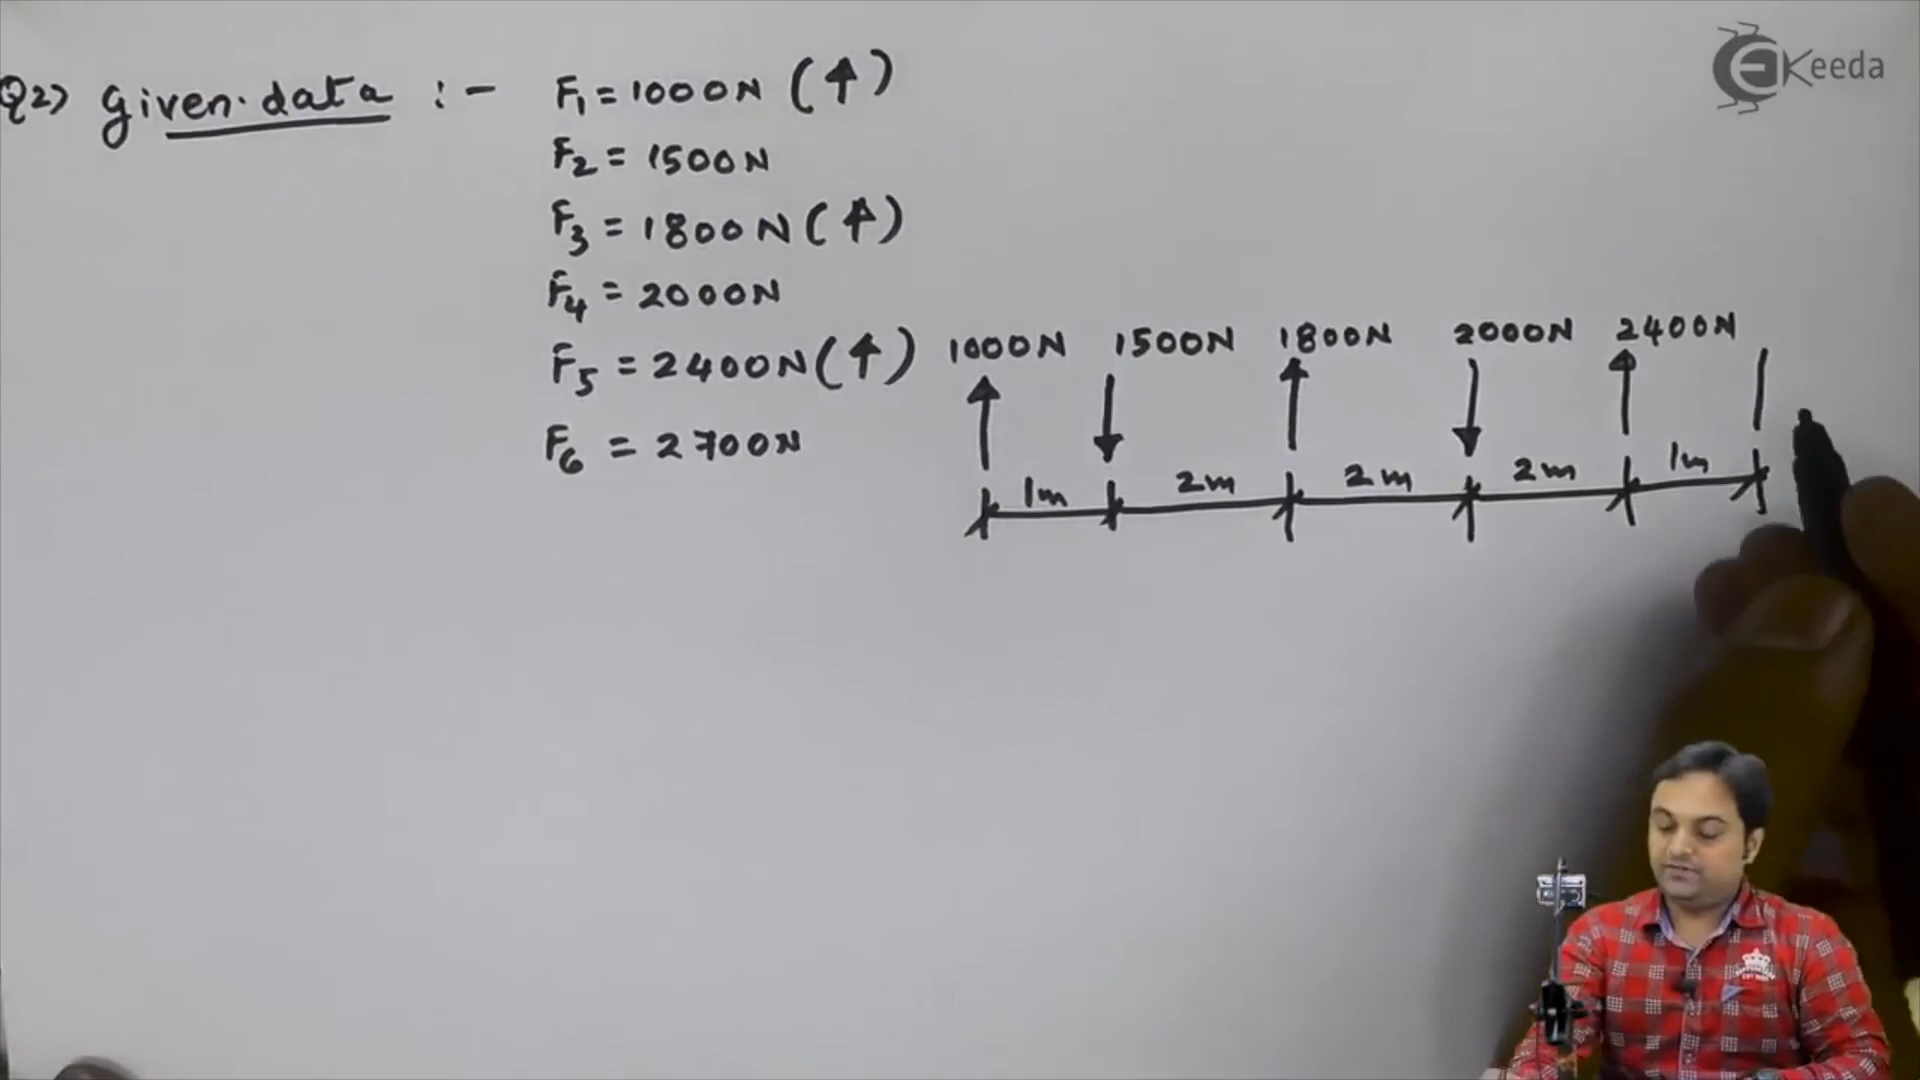 Q2) Given data :- F1 = 1000N (↑)
F2 = 1500N
F3 = 1800N (↑)
F4 = 2000N
F5 = 2400N (↑)
F6 = 2700N
1000N 1500N 1800N 2000N 2400N
1m 2m 2m 2m 1m
EKeeda